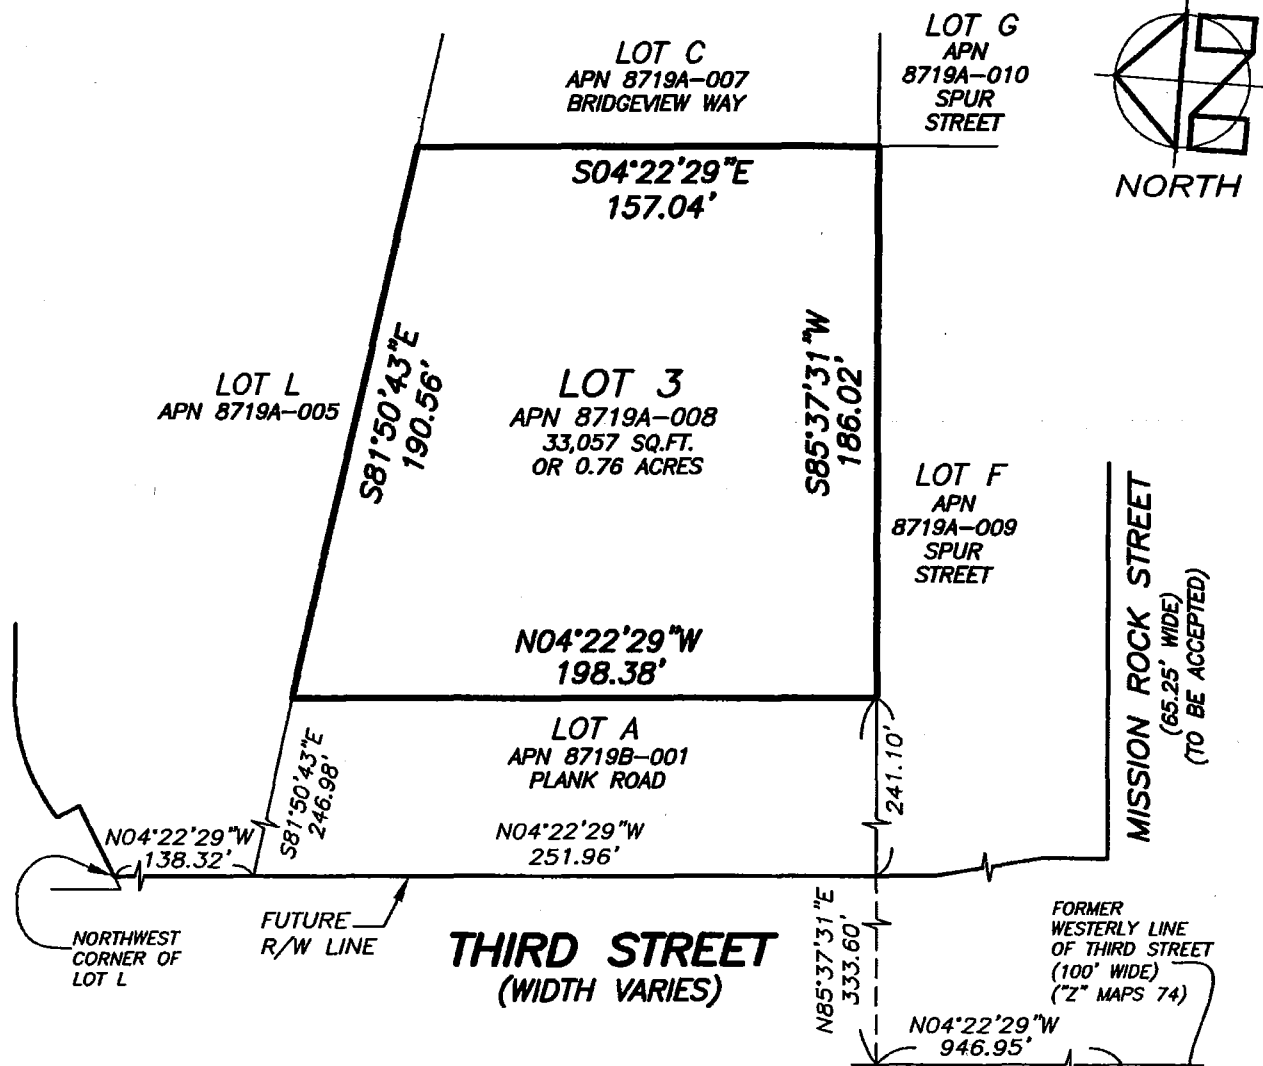 LOT C
APN 8719A-007
BRIDGEVIEW WAY
LOT G
APN
8719A-010
SPUR
STREET
NORTH
S04°22'29"E
157.04'
LOT L
APN 8719A-005
S81°50'43"E
190.56'
LOT 3
APN 8719A-008
33,057 SQ.FT.
OR 0.76 ACRES
S85°37'31"W
186.02'
LOT F
APN
8719A-009
SPUR
STREET
MISSION ROCK STREET
(65.25' WIDE)
(TO BE ACCEPTED)
N04°22'29"W
198.38'
LOT A
APN 8719B-001
PLANK ROAD
S81°50'43"E
246.98'
241.10'
N04°22'29"W
138.32'
N04°22'29"W
251.96'
NORTHWEST
CORNER OF
LOT L
FUTURE
R/W LINE
THIRD STREET
(WIDTH VARIES)
N85°37'31"E
333.60'
FORMER
WESTERLY LINE
OF THIRD STREET
(100' WIDE)
("Z" MAPS 74)
N04°22'29"W
946.95'